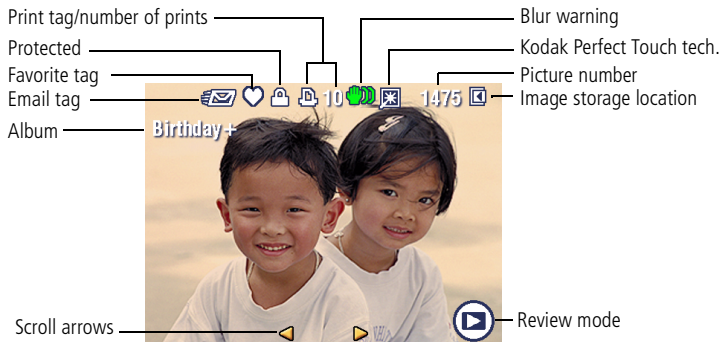 Print tag/number of prints
Protected
Favorite tag
Email tag
Album
Blur warning
Kodak Perfect Touch tech.
Picture number
Image storage location
10 1475
Birthday+
Scroll arrows
Review mode